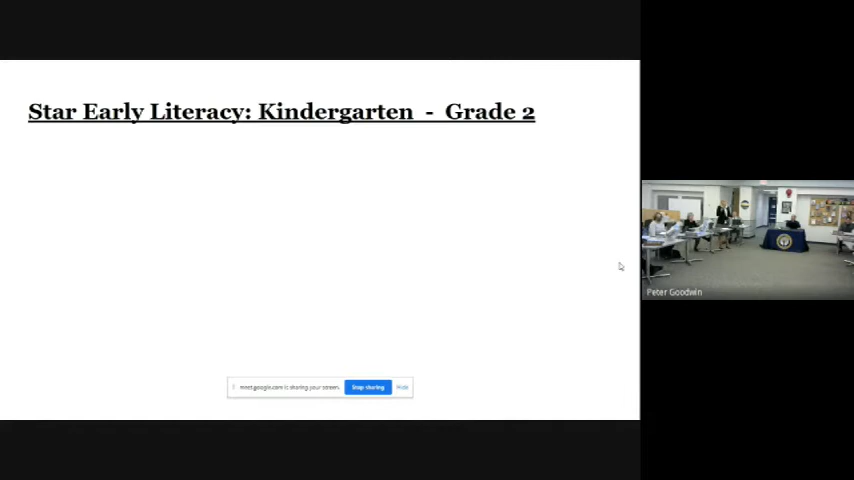 Star Early Literacy: Kindergarten - Grade 2
meet.google.com is sharing your screen.
Stop sharing
Hide
Peter Goodwin